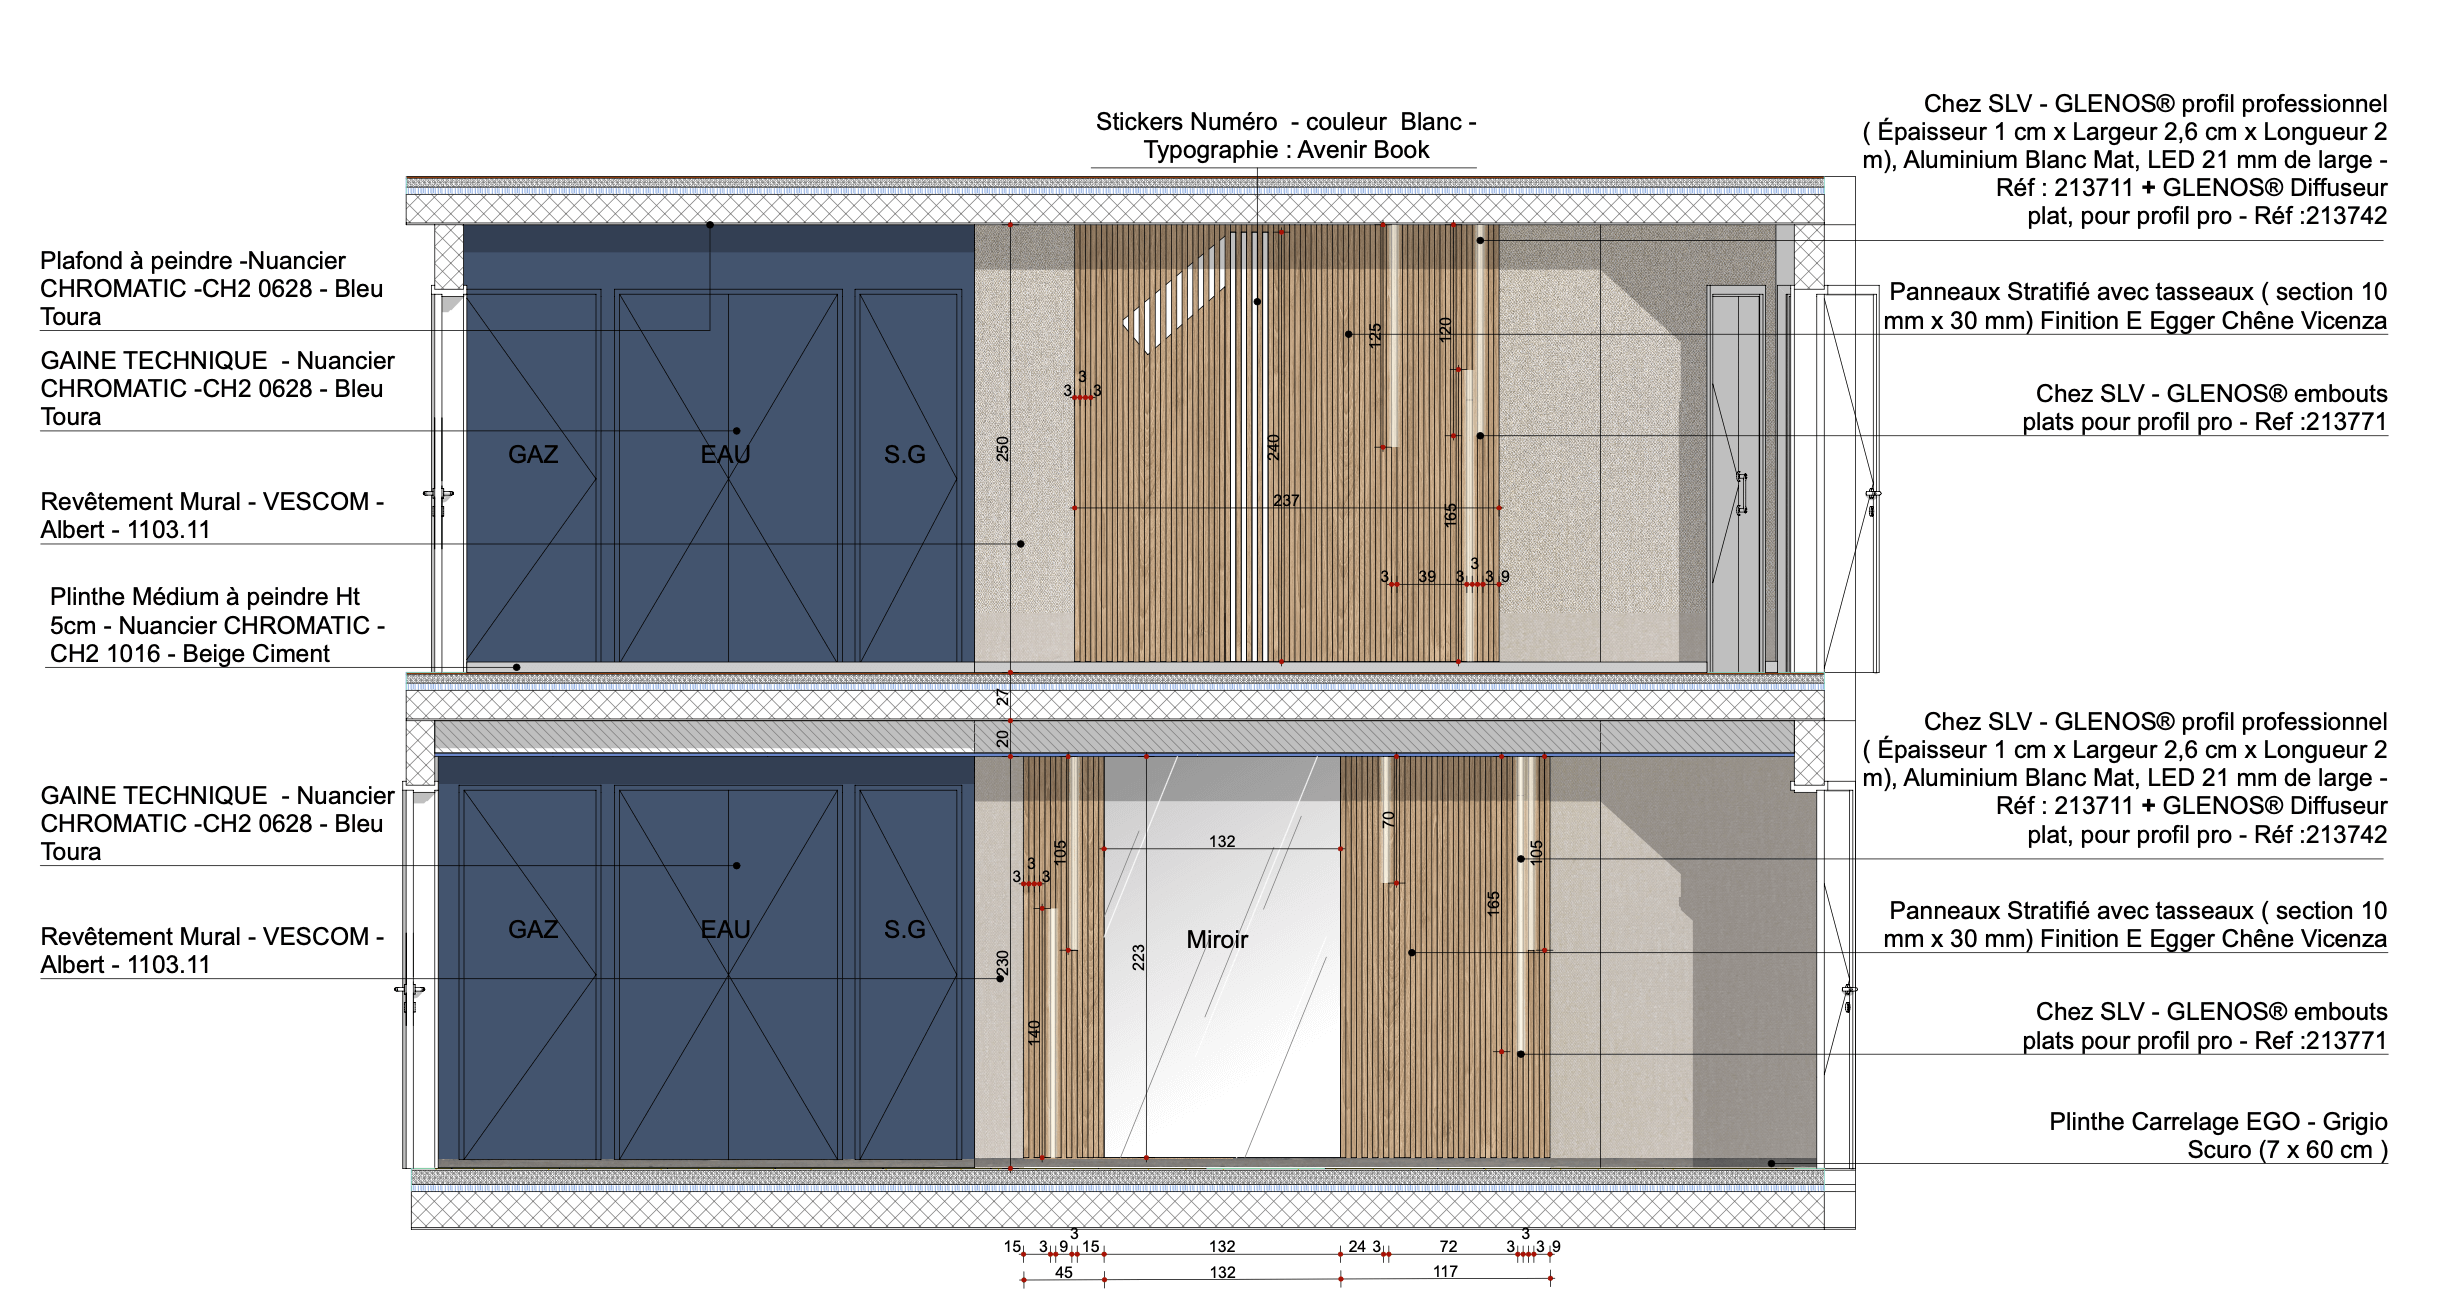 Stickers Numéro - couleur Blanc -
Typographie : Avenir Book
Chez SLV - GLENOS® profil professionnel
( Épaisseur 1 cm x Largeur 2,6 cm x Longueur 2
m), Aluminium Blanc Mat, LED 21 mm de large -
Réf : 213711 + GLENOS® Diffuseur
plat, pour profil pro - Réf :213742
Plafond à peindre -Nuancier
CHROMATIC -CH2 0628 - Bleu
Toura
Panneaux Stratifié avec tasseaux ( section 10
mm x 30 mm) Finition E Egger Chêne Vicenza
GAINE TECHNIQUE - Nuancier
CHROMATIC -CH2 0628 - Bleu
Toura
Chez SLV - GLENOS® embouts
plats pour profil pro - Ref :213771
Revêtement Mural - VESCOM -
Albert - 1103.11
Plinthe Médium à peindre Ht
5cm - Nuancier CHROMATIC -
CH2 1016 - Beige Ciment
GAZ
EAU
S.G
250
3
3
3
240
237
125
120
165
3
39
3
3
3
9
27
20
Chez SLV - GLENOS® profil professionnel
( Épaisseur 1 cm x Largeur 2,6 cm x Longueur 2
m), Aluminium Blanc Mat, LED 21 mm de large -
Réf : 213711 + GLENOS® Diffuseur
plat, pour profil pro - Réf :213742
GAINE TECHNIQUE - Nuancier
CHROMATIC -CH2 0628 - Bleu
Toura
Panneaux Stratifié avec tasseaux ( section 10
mm x 30 mm) Finition E Egger Chêne Vicenza
Revêtement Mural - VESCOM -
Albert - 1103.11
Chez SLV - GLENOS® embouts
plats pour profil pro - Ref :213771
Plinthe Carrelage EGO - Grigio
Scuro (7 x 60 cm )
GAZ
EAU
S.G
230
3
3
3
105
140
132
223
Miroir
70
165
105
15
3
9
3
15
132
24
3
72
3
3
3
9
45
132
117